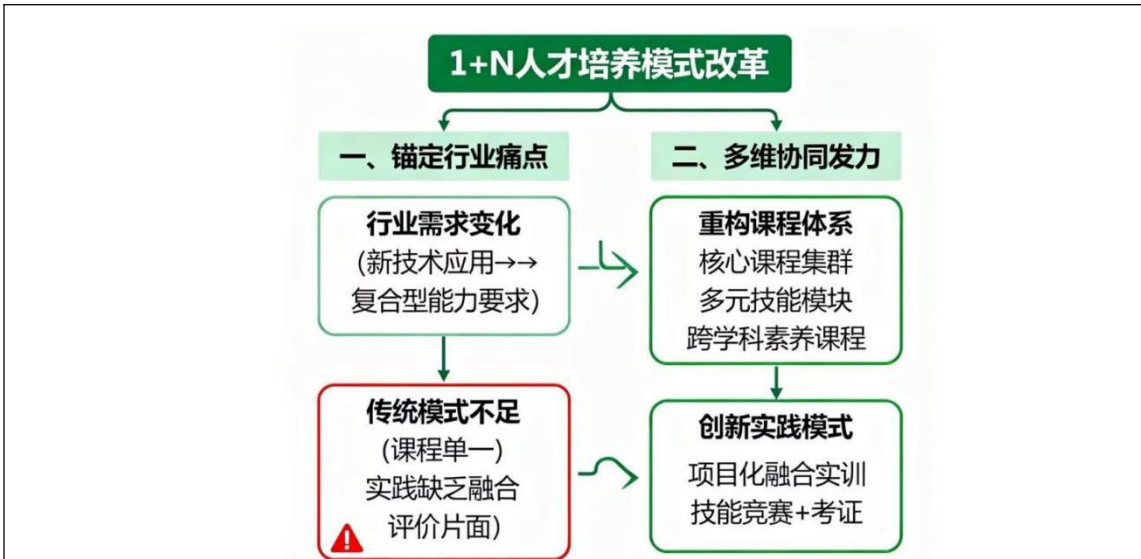 1+N人才培养模式改革
一、锚定行业痛点
二、多维协同发力
行业需求变化
(新技术应用→→
复合型能力要求)
重构课程体系
核心课程集群
多元技能模块
跨学科素养课程
传统模式不足
(课程单一)
实践缺乏融合
评价片面)
创新实践模式
项目化融合实训
技能竞赛+考证